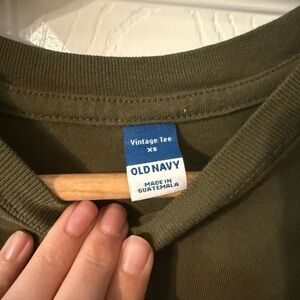 Vintage Tee
XS
OLD NAVY
MADE IN
GUATEMALA